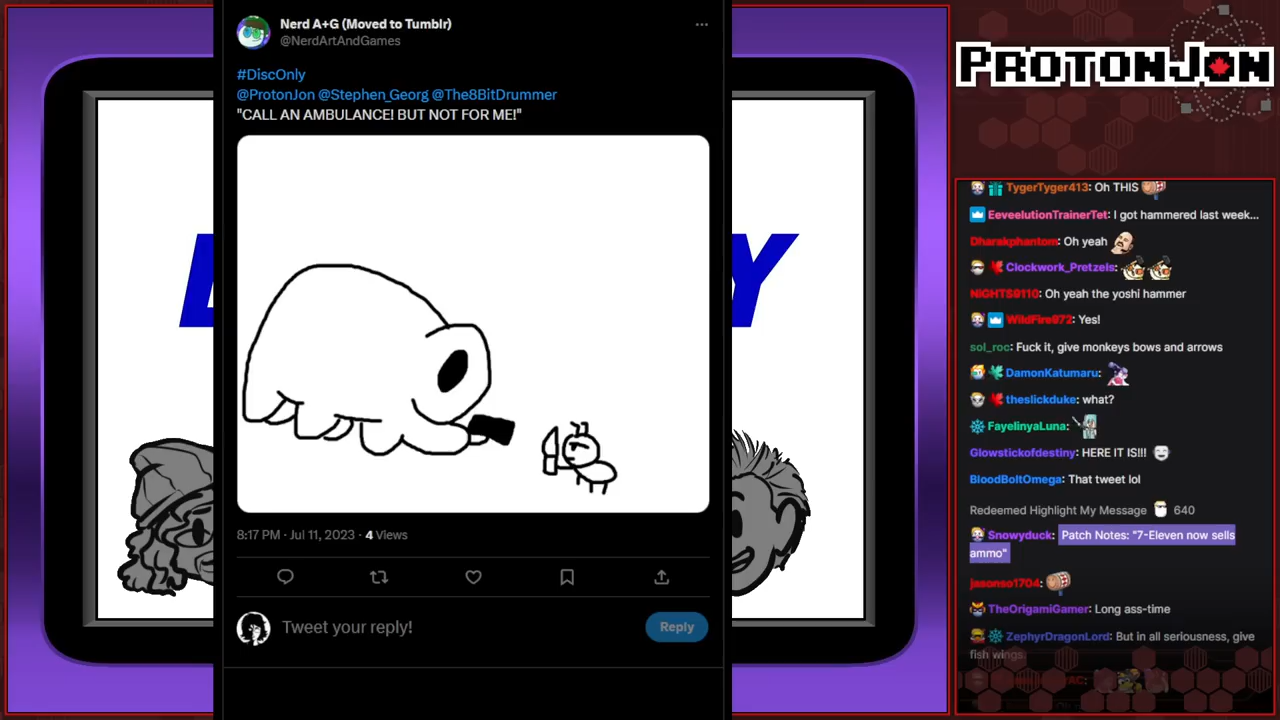 Nerd A+G (Moved to Tumblr)
@NerdArtAndGames
#DiscOnly
@ProtonJon @Stephen_Georg @The8BitDrummer
"CALL AN AMBULANCE! BUT NOT FOR ME!"
8:17 PM · Jul 11, 2023 · 4 Views
Tweet your reply!
Reply
Y
PROTONJON
TygerTyger413: Oh THIS
EeveelutionTrainerTet: I got hammered last week...
Dharakphantom: Oh yeah
Clockwork_Pretzels:
NiGHTS9110: Oh yeah the yoshi hammer
WildFire972: Yes!
sol_roc: Fuck it, give monkeys bows and arrows
DamonKatumaru:
theslickduke: what?
FayelinyaLuna:
Glowstickofdestiny: HERE IT IS!!!
BloodBoltOmega: That tweet lol
Redeemed Highlight My Message 640
Snowyduck: Patch Notes: "7-Eleven now sells
ammo"
jasonso1704:
TheOrigamiGamer: Long ass-time
ZephyrDragonLord: But in all seriousness, give
fish wings